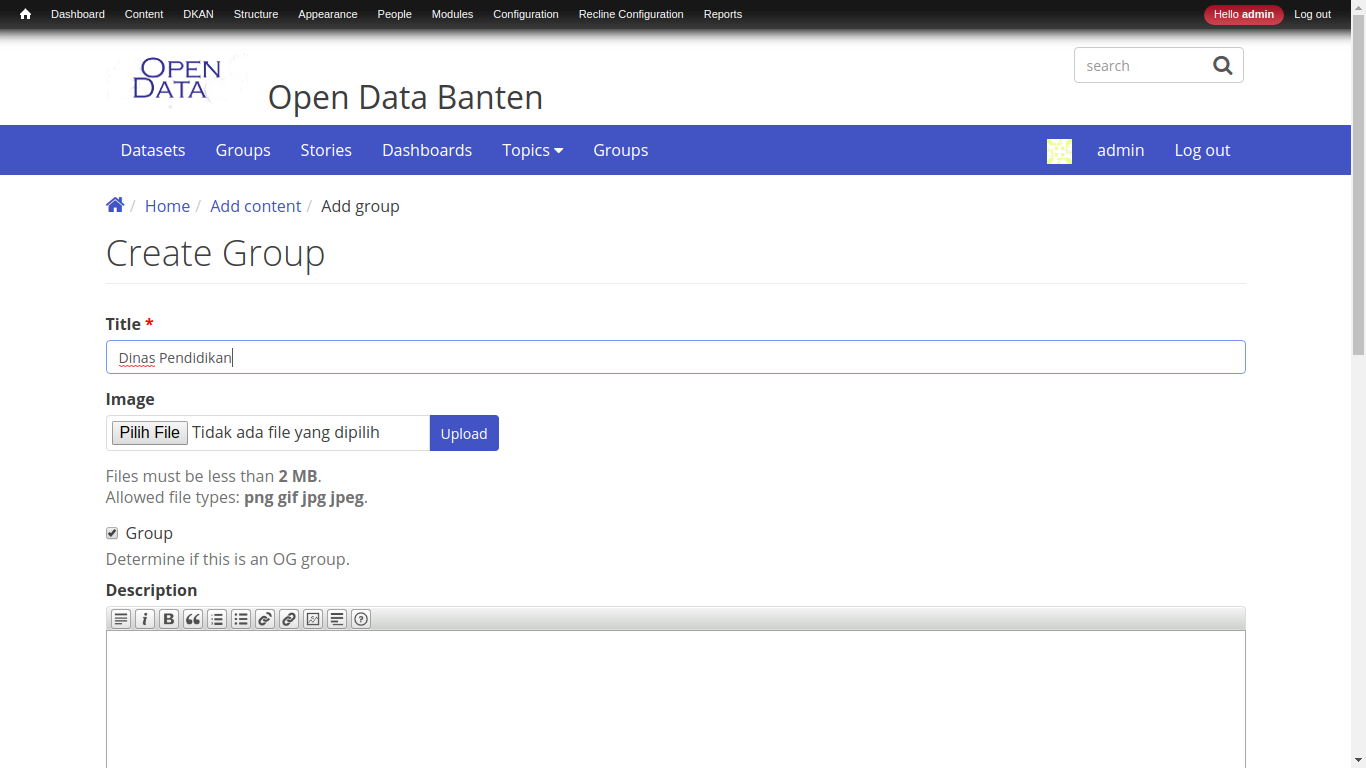 Dashboard Content DKAN Structure Appearance People Modules Configuration Recline Configuration Reports Hello admin Log out
OPEN
DATA
Open Data Banten
search
Datasets Groups Stories Dashboards Topics Groups admin Log out
/ Home / Add content / Add group
Create Group
Title *
Dinas Pendidikan
Image
Pilih File Tidak ada file yang dipilih Upload
Files must be less than 2 MB.
Allowed file types: png gif jpg jpeg.
Group
Determine if this is an OG group.
Description